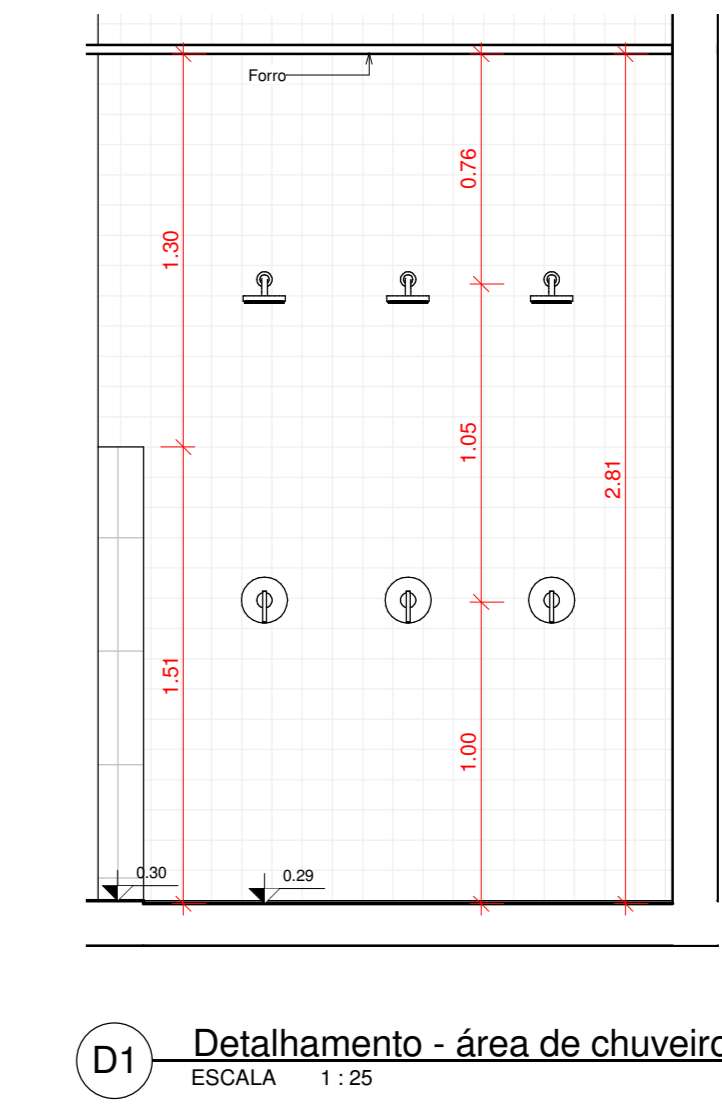 Forro
0.76
1.30
1.05
2.81
1.51
1.00
0.30
0.29
D1
Detalhamento - área de chuveiro
ESCALA 1 : 25